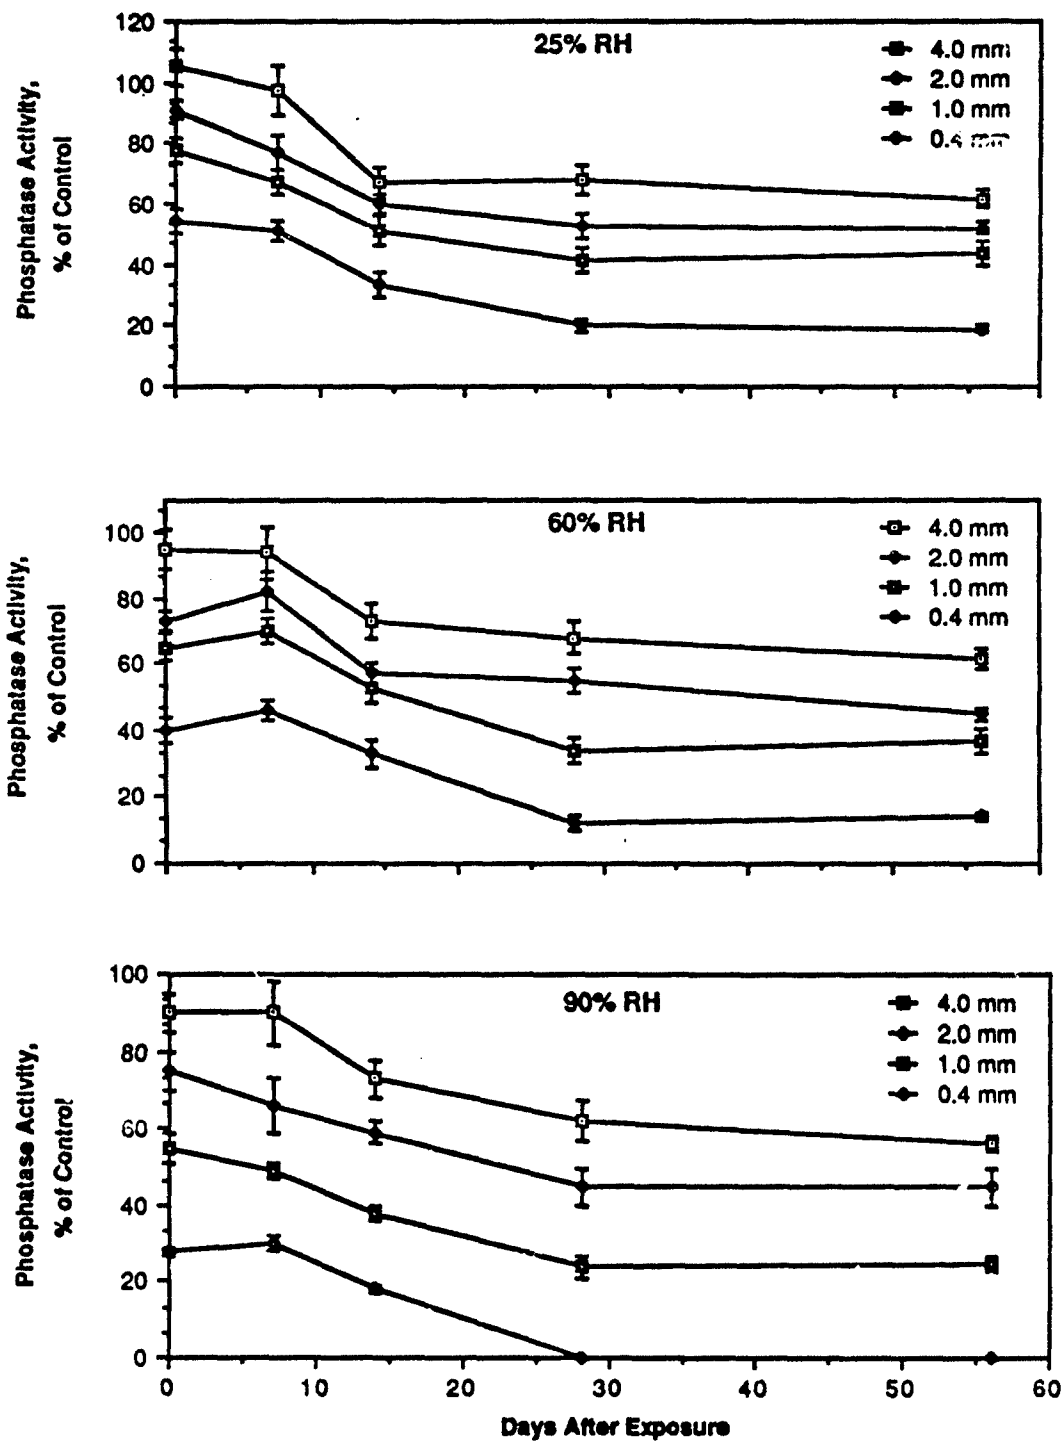 120
100
80
60
40
20
0
Phosphatase Activity,
% of Control
25% RH
4.0 mm
2.0 mm
1.0 mm
0.4 mm
100
80
60
40
20
0
Phosphatase Activity,
% of Control
60% RH
4.0 mm
2.0 mm
1.0 mm
0.4 mm
100
80
60
40
20
0
Phosphatase Activity,
% of Control
90% RH
4.0 mm
2.0 mm
1.0 mm
0.4 mm
0 10 20 30 40 50 60
Days After Exposure